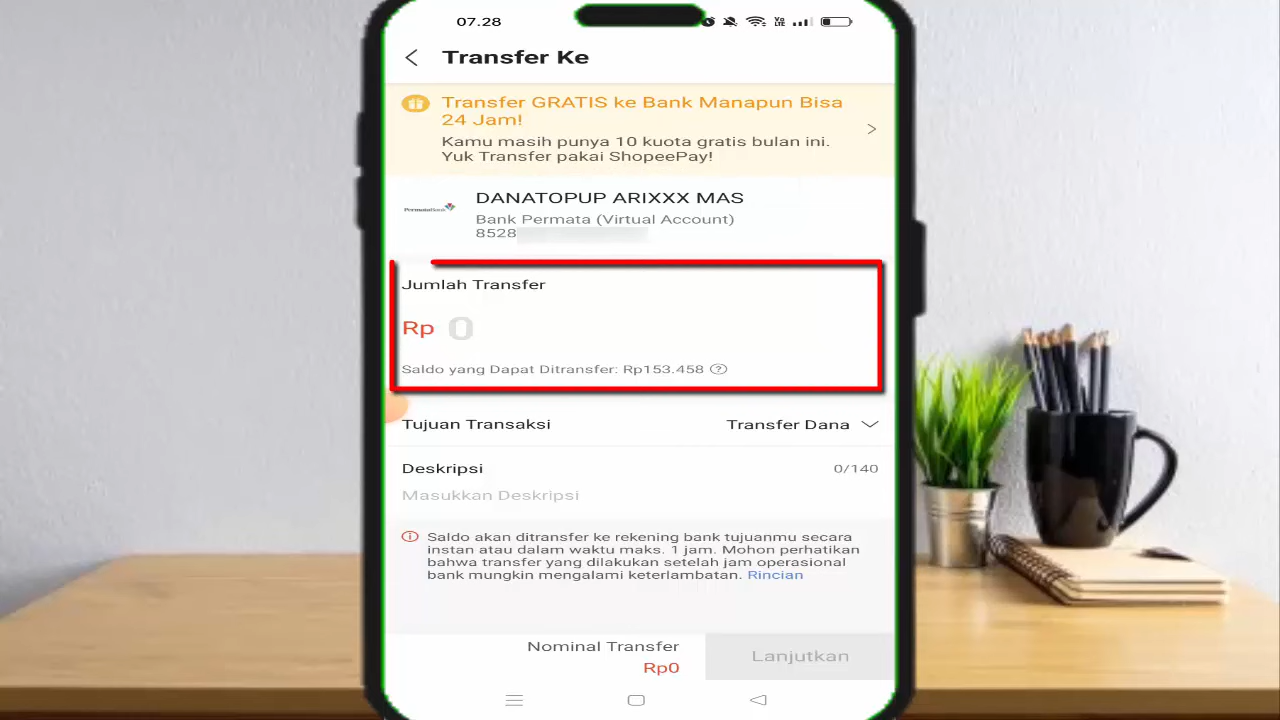 07.28
Transfer Ke
Transfer GRATIS ke Bank Manapun Bisa
24 Jam!
Kamu masih punya 10 kuota gratis bulan ini.
Yuk Transfer pakai ShopeePay!
PermataBank
DANATOPUP ARIXXX MAS
Bank Permata (Virtual Account)
8528
Jumlah Transfer
Rp 0
Saldo yang Dapat Ditransfer: Rp153.458 ?
Tujuan Transaksi Transfer Dana
Deskripsi 0/140
Masukkan Deskripsi
Saldo akan ditransfer ke rekening bank tujuanmu secara
instan atau dalam waktu maks. 1 jam. Mohon perhatikan
bahwa transfer yang dilakukan setelah jam operasional
bank mungkin mengalami keterlambatan. Rincian
Nominal Transfer
Rp0
Lanjutkan